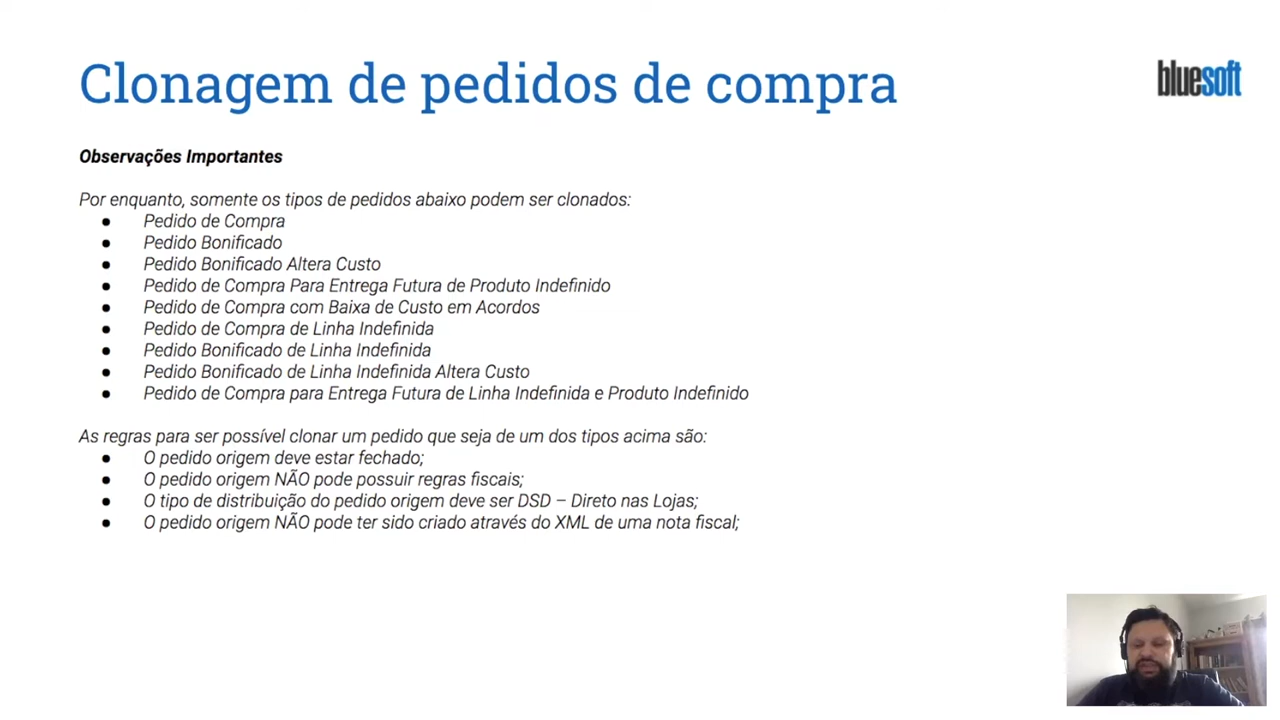 Clonagem de pedidos de compra
bluesoft
Observações Importantes
Por enquanto, somente os tipos de pedidos abaixo podem ser clonados:
● Pedido de Compra
● Pedido Bonificado
● Pedido Bonificado Altera Custo
● Pedido de Compra Para Entrega Futura de Produto Indefinido
● Pedido de Compra com Baixa de Custo em Acordos
● Pedido de Compra de Linha Indefinida
● Pedido Bonificado de Linha Indefinida
● Pedido Bonificado de Linha Indefinida Altera Custo
● Pedido de Compra para Entrega Futura de Linha Indefinida e Produto Indefinido
As regras para ser possível clonar um pedido que seja de um dos tipos acima são:
● O pedido origem deve estar fechado;
● O pedido origem NÃO pode possuir regras fiscais;
● O tipo de distribuição do pedido origem deve ser DSD – Direto nas Lojas;
● O pedido origem NÃO pode ter sido criado através do XML de uma nota fiscal;